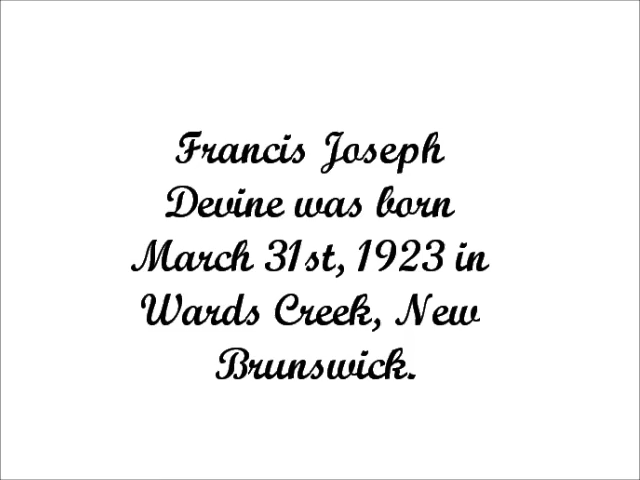 Francis Joseph
Devine was born
March 31st, 1923 in
Wards Creek, New
Brunswick.